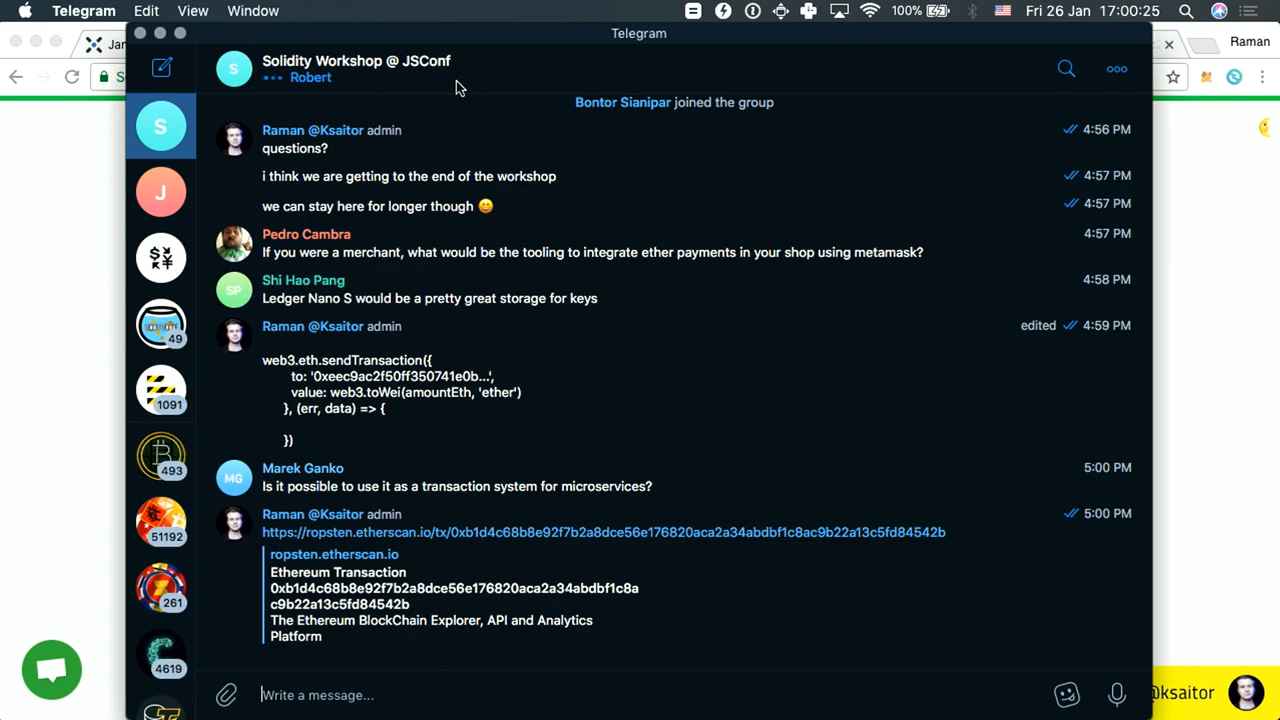 Telegram Edit View Window 100% Fri 26 Jan 17:00:25
Jar Telegram Raman
S
S Solidity Workshop @ JSConf
Robert
Bontor Sianipar joined the group
S
Raman @Ksaitor admin 4:56 PM
questions?
i think we are getting to the end of the workshop 4:57 PM
J
we can stay here for longer though 😄 4:57 PM
Pedro Cambra 4:57 PM
If you were a merchant, what would be the tooling to integrate ether payments in your shop using metamask?
Shi Hao Pang 4:58 PM
SP
Ledger Nano S would be a pretty great storage for keys
Raman @Ksaitor admin edited 4:59 PM
49
web3.eth.sendTransaction({
to: '0xeec9ac2f50ff350741e0b...',
value: web3.toWei(amountEth, 'ether')
1091
}, (err, data) => {
})
Marek Ganko 5:00 PM
493
MG
Is it possible to use it as a transaction system for microservices?
Raman @Ksaitor admin 5:00 PM
https://ropsten.etherscan.io/tx/0xb1d4c68b8e92f7b2a8dce56e176820aca2a34abdbf1c8ac9b22a13c5fd84542b
51192
ropsten.etherscan.io
Ethereum Transaction
0xb1d4c68b8e92f7b2a8dce56e176820aca2a34abdbf1c8a
261
c9b22a13c5fd84542b
The Ethereum BlockChain Explorer, API and Analytics
Platform
4619
Write a message...
@ksaitor